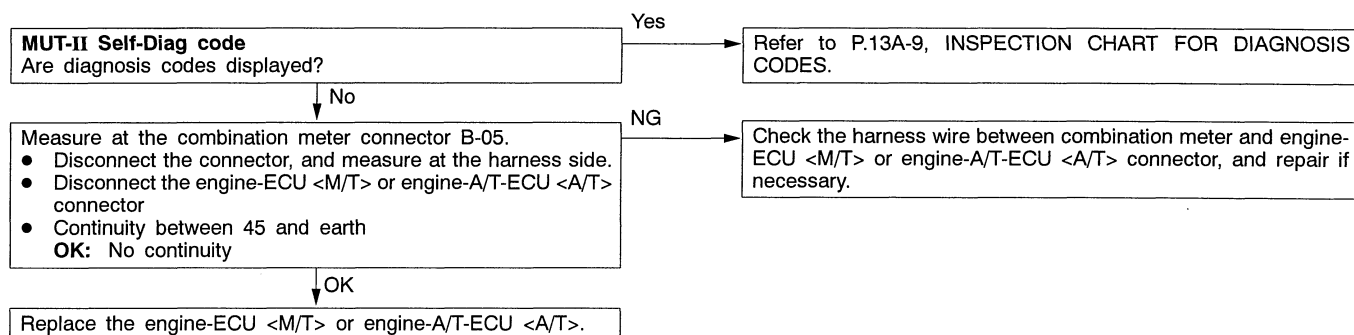 Yes
MUT-II Self-Diag code
Are diagnosis codes displayed?
Refer to P.13A-9, INSPECTION CHART FOR DIAGNOSIS
CODES.
No
Measure at the combination meter connector B-05.
● Disconnect the connector, and measure at the harness side.
● Disconnect the engine-ECU <M/T> or engine-A/T-ECU <A/T>
connector
● Continuity between 45 and earth
OK: No continuity
NG
Check the harness wire between combination meter and engine-
ECU <M/T> or engine-A/T-ECU <A/T> connector, and repair if
necessary.
OK
Replace the engine-ECU <M/T> or engine-A/T-ECU <A/T>.